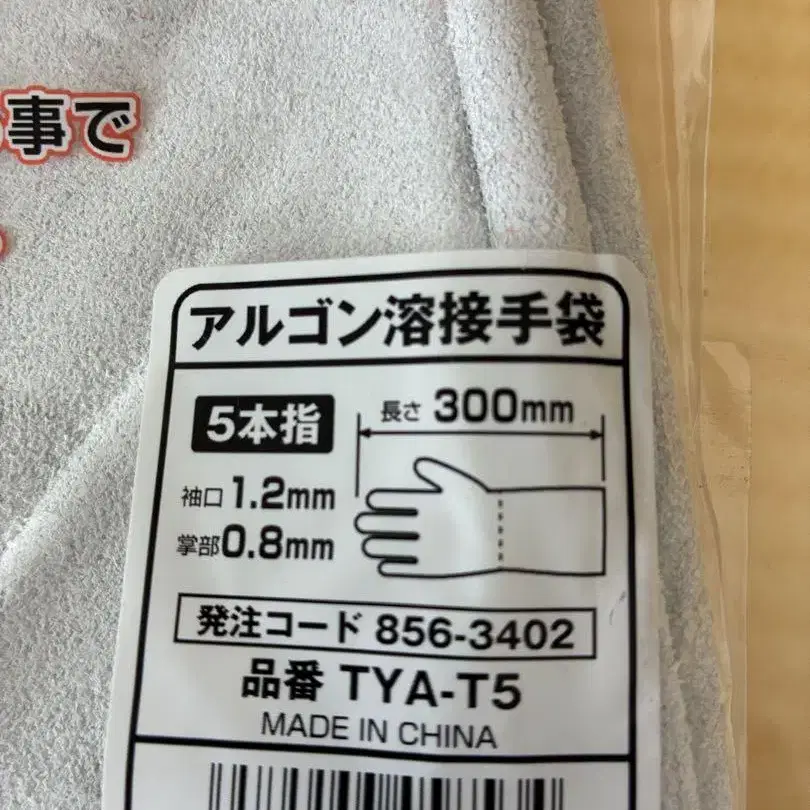 事で
アルゴン溶接手袋
5本指
長さ 300mm
袖口 1.2mm
掌部 0.8mm
発注コード 856-3402
品番 TYA-T5
MADE IN CHINA